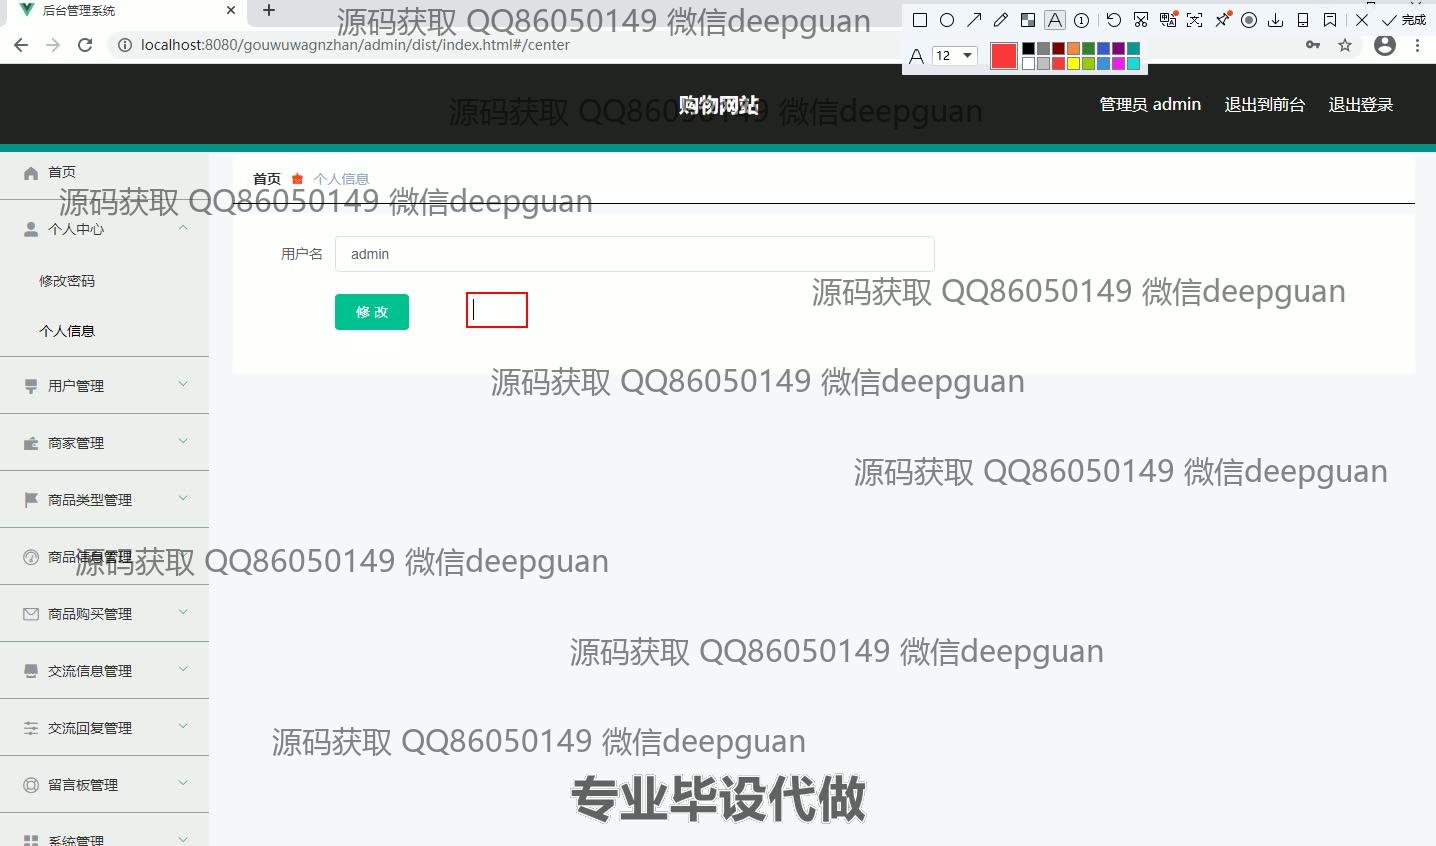 后台管理系统
源码获取 QQ86050149 微信deepguan
完成
localhost:8080/gouwuwagnzhan/admin/dist/index.html#/center
12
购物网站
源码获取 QQ86050149 微信deepguan
管理员 admin
退出到前台
退出登录
首页
首页 个人信息
源码获取 QQ86050149 微信deepguan
个人中心
用户名 admin
修改密码
源码获取 QQ86050149 微信deepguan
修 改
个人信息
用户管理
源码获取 QQ86050149 微信deepguan
商家管理
源码获取 QQ86050149 微信deepguan
商品类型管理
商品信息管理
源码获取 QQ86050149 微信deepguan
商品购买管理
源码获取 QQ86050149 微信deepguan
交流信息管理
交流回复管理
源码获取 QQ86050149 微信deepguan
留言板管理
专业毕设代做
系统管理